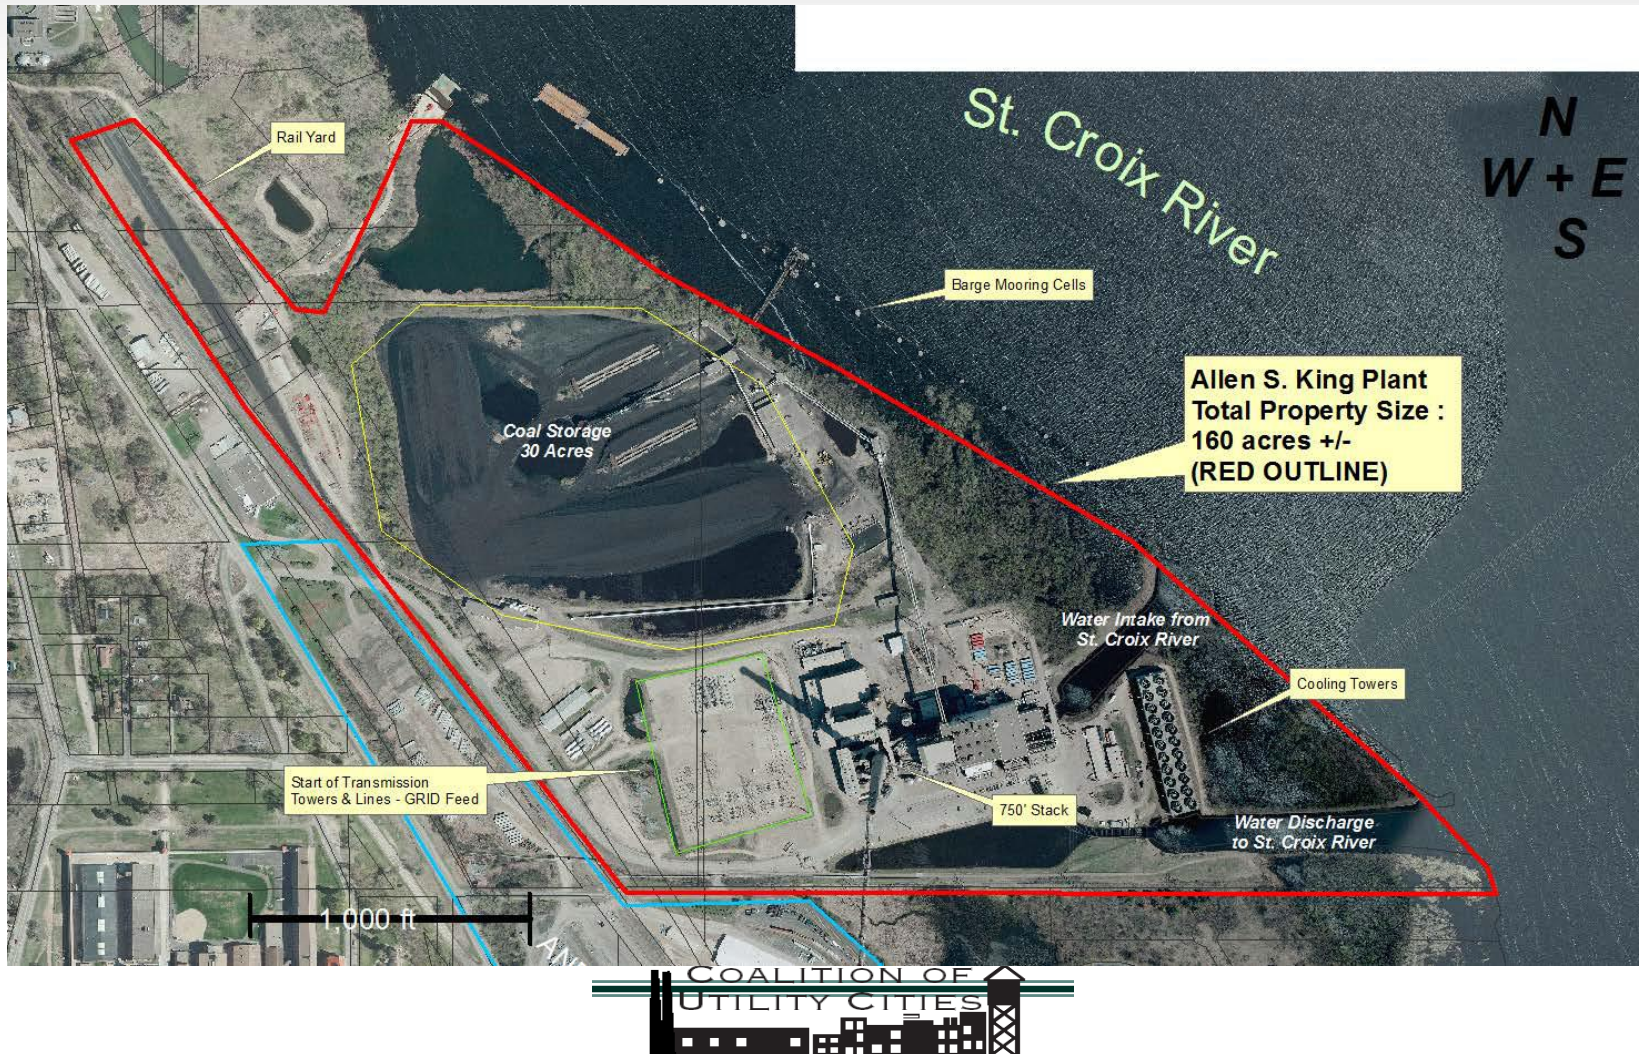 St. Croix River
N
W + E
S
Rail Yard
Barge Mooring Cells
Allen S. King Plant
Total Property Size :
160 acres +/-
(RED OUTLINE)
Coal Storage
30 Acres
Water Intake from
St. Croix River
Cooling Towers
Start of Transmission
Towers & Lines - GRID Feed
750' Stack
Water Discharge
to St. Croix River
1,000 ft
COALITION OF
UTILITY CITIES